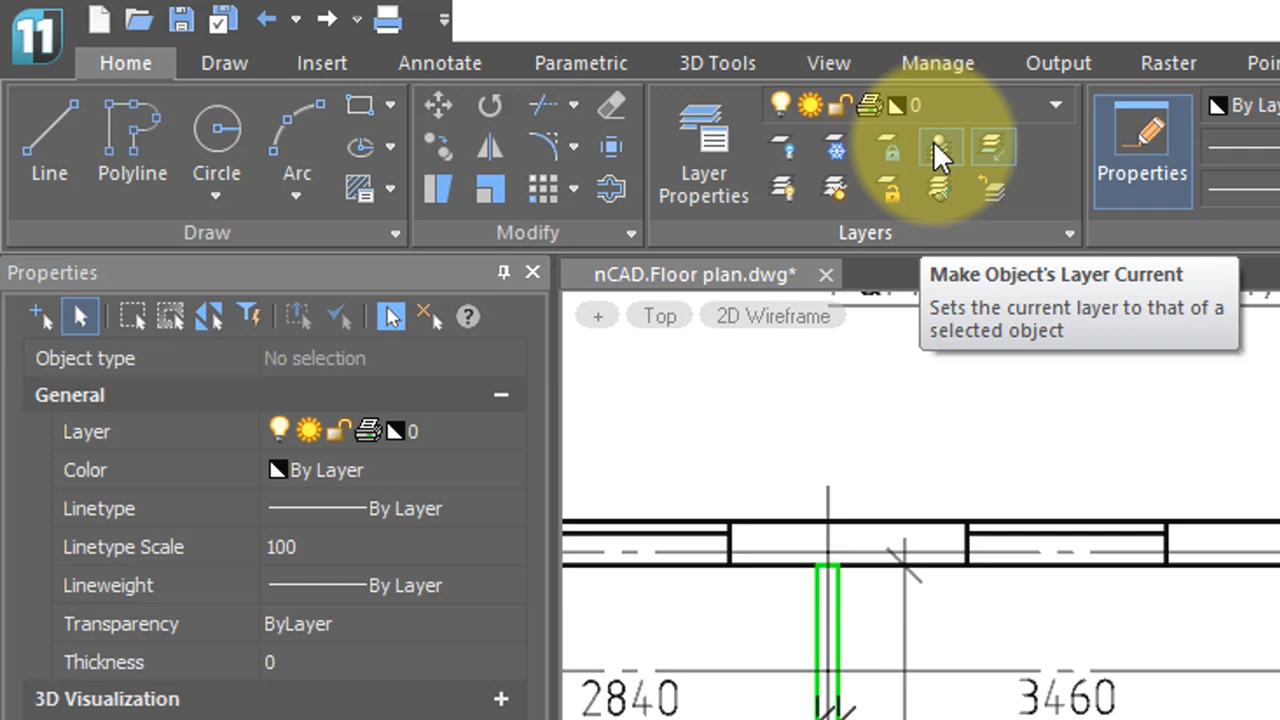 11
Home Draw Insert Annotate Parametric 3D Tools View Manage Output Raster
0
By La
Line Polyline Circle Arc
Layer
Properties
Properties
Draw Modify Layers
Properties
nCAD.Floor plan.dwg*
Make Object's Layer Current
Sets the current layer to that of a
selected object
+ Top 2D Wireframe
Object type No selection
General
Layer 0
Color By Layer
Linetype By Layer
Linetype Scale 100
Lineweight By Layer
Transparency ByLayer
Thickness 0
3D Visualization
2840 3460